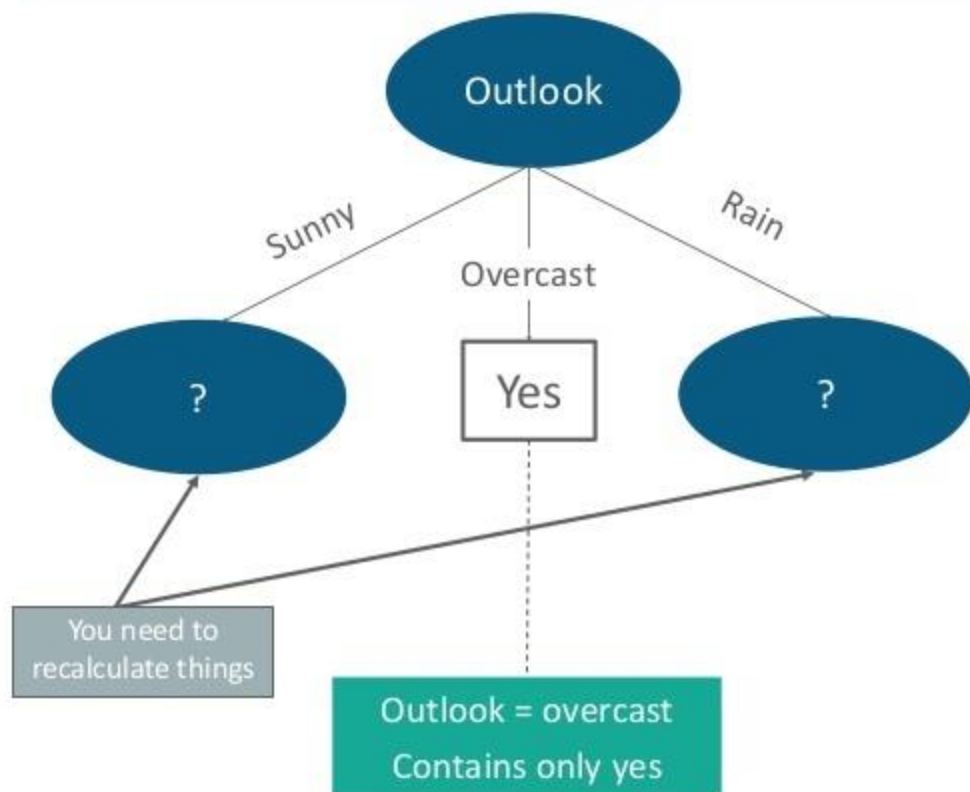 Outlook
Sunny
Rain
Overcast
?
Yes
?
You need to
recalculate things
Outlook = overcast
Contains only yes